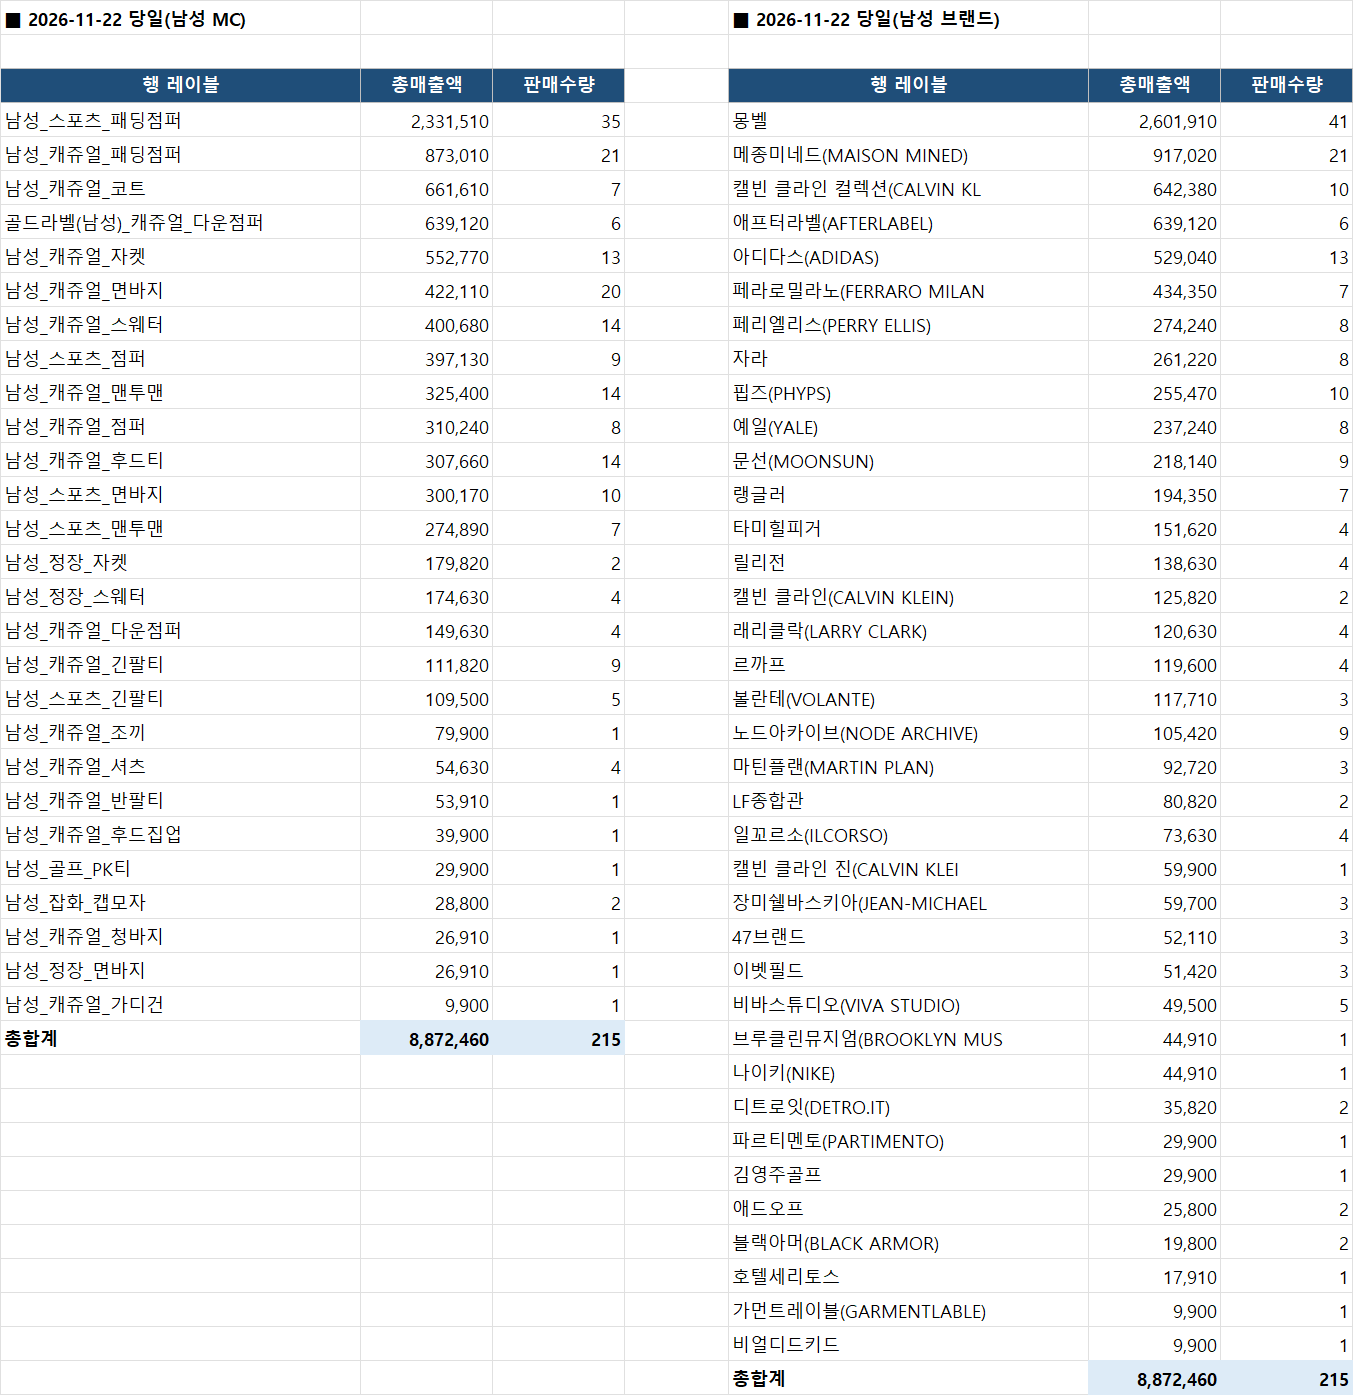 ■ 2026-11-22 당일(남성 MC)
행 레이블 총매출액 판매수량
남성_스포츠_패딩점퍼 2,331,510 35
남성_캐쥬얼_패딩점퍼 873,010 21
남성_캐쥬얼_코트 661,610 7
골드라벨(남성)_캐쥬얼_다운점퍼 639,120 6
남성_캐쥬얼_자켓 552,770 13
남성_캐쥬얼_면바지 422,110 20
남성_캐쥬얼_스웨터 400,680 14
남성_스포츠_점퍼 397,130 9
남성_캐쥬얼_맨투맨 325,400 14
남성_캐쥬얼_점퍼 310,240 8
남성_캐쥬얼_후드티 307,660 14
남성_스포츠_면바지 300,170 10
남성_스포츠_맨투맨 274,890 7
남성_정장_자켓 179,820 2
남성_정장_스웨터 174,630 4
남성_캐쥬얼_다운점퍼 149,630 4
남성_캐쥬얼_긴팔티 111,820 9
남성_스포츠_긴팔티 109,500 5
남성_캐쥬얼_조끼 79,900 1
남성_캐쥬얼_셔츠 54,630 4
남성_캐쥬얼_반팔티 53,910 1
남성_캐쥬얼_후드집업 39,900 1
남성_골프_PK티 29,900 1
남성_잡화_캡모자 28,800 2
남성_캐쥬얼_청바지 26,910 1
남성_정장_면바지 26,910 1
남성_캐쥬얼_가디건 9,900 1
총합계 8,872,460 215
■ 2026-11-22 당일(남성 브랜드)
행 레이블 총매출액 판매수량
몽벨 2,601,910 41
메종미네드(MAISON MINED) 917,020 21
캘빈 클라인 컬렉션(CALVIN KL 642,380 10
애프터라벨(AFTERLABEL) 639,120 6
아디다스(ADIDAS) 529,040 13
페라로밀라노(FERRARO MILAN 434,350 7
페리엘리스(PERRY ELLIS) 274,240 8
자라 261,220 8
핍즈(PHYPS) 255,470 10
예일(YALE) 237,240 8
문선(MOONSUN) 218,140 9
랭글러 194,350 7
타미힐피거 151,620 4
릴리전 138,630 4
캘빈 클라인(CALVIN KLEIN) 125,820 2
래리클락(LARRY CLARK) 120,630 4
르까프 119,600 4
볼란테(VOLANTE) 117,710 3
노드아카이브(NODE ARCHIVE) 105,420 9
마틴플랜(MARTIN PLAN) 92,720 3
LF종합관 80,820 2
일꼬르소(ILCORSO) 73,630 4
캘빈 클라인 진(CALVIN KLEI 59,900 1
장미쉘바스키아(JEAN-MICHAEL 59,700 3
47브랜드 52,110 3
이벳필드 51,420 3
비바스튜디오(VIVA STUDIO) 49,500 5
브루클린뮤지엄(BROOKLYN MUS 44,910 1
나이키(NIKE) 44,910 1
디트로잇(DETRO.IT) 35,820 2
파르티멘토(PARTIMENTO) 29,900 1
김영주골프 29,900 1
애드오프 25,800 2
블랙아머(BLACK ARMOR) 19,800 2
호텔세리토스 17,910 1
가먼트레이블(GARMENTLABLE) 9,900 1
비얼디드키드 9,900 1
총합계 8,872,460 215